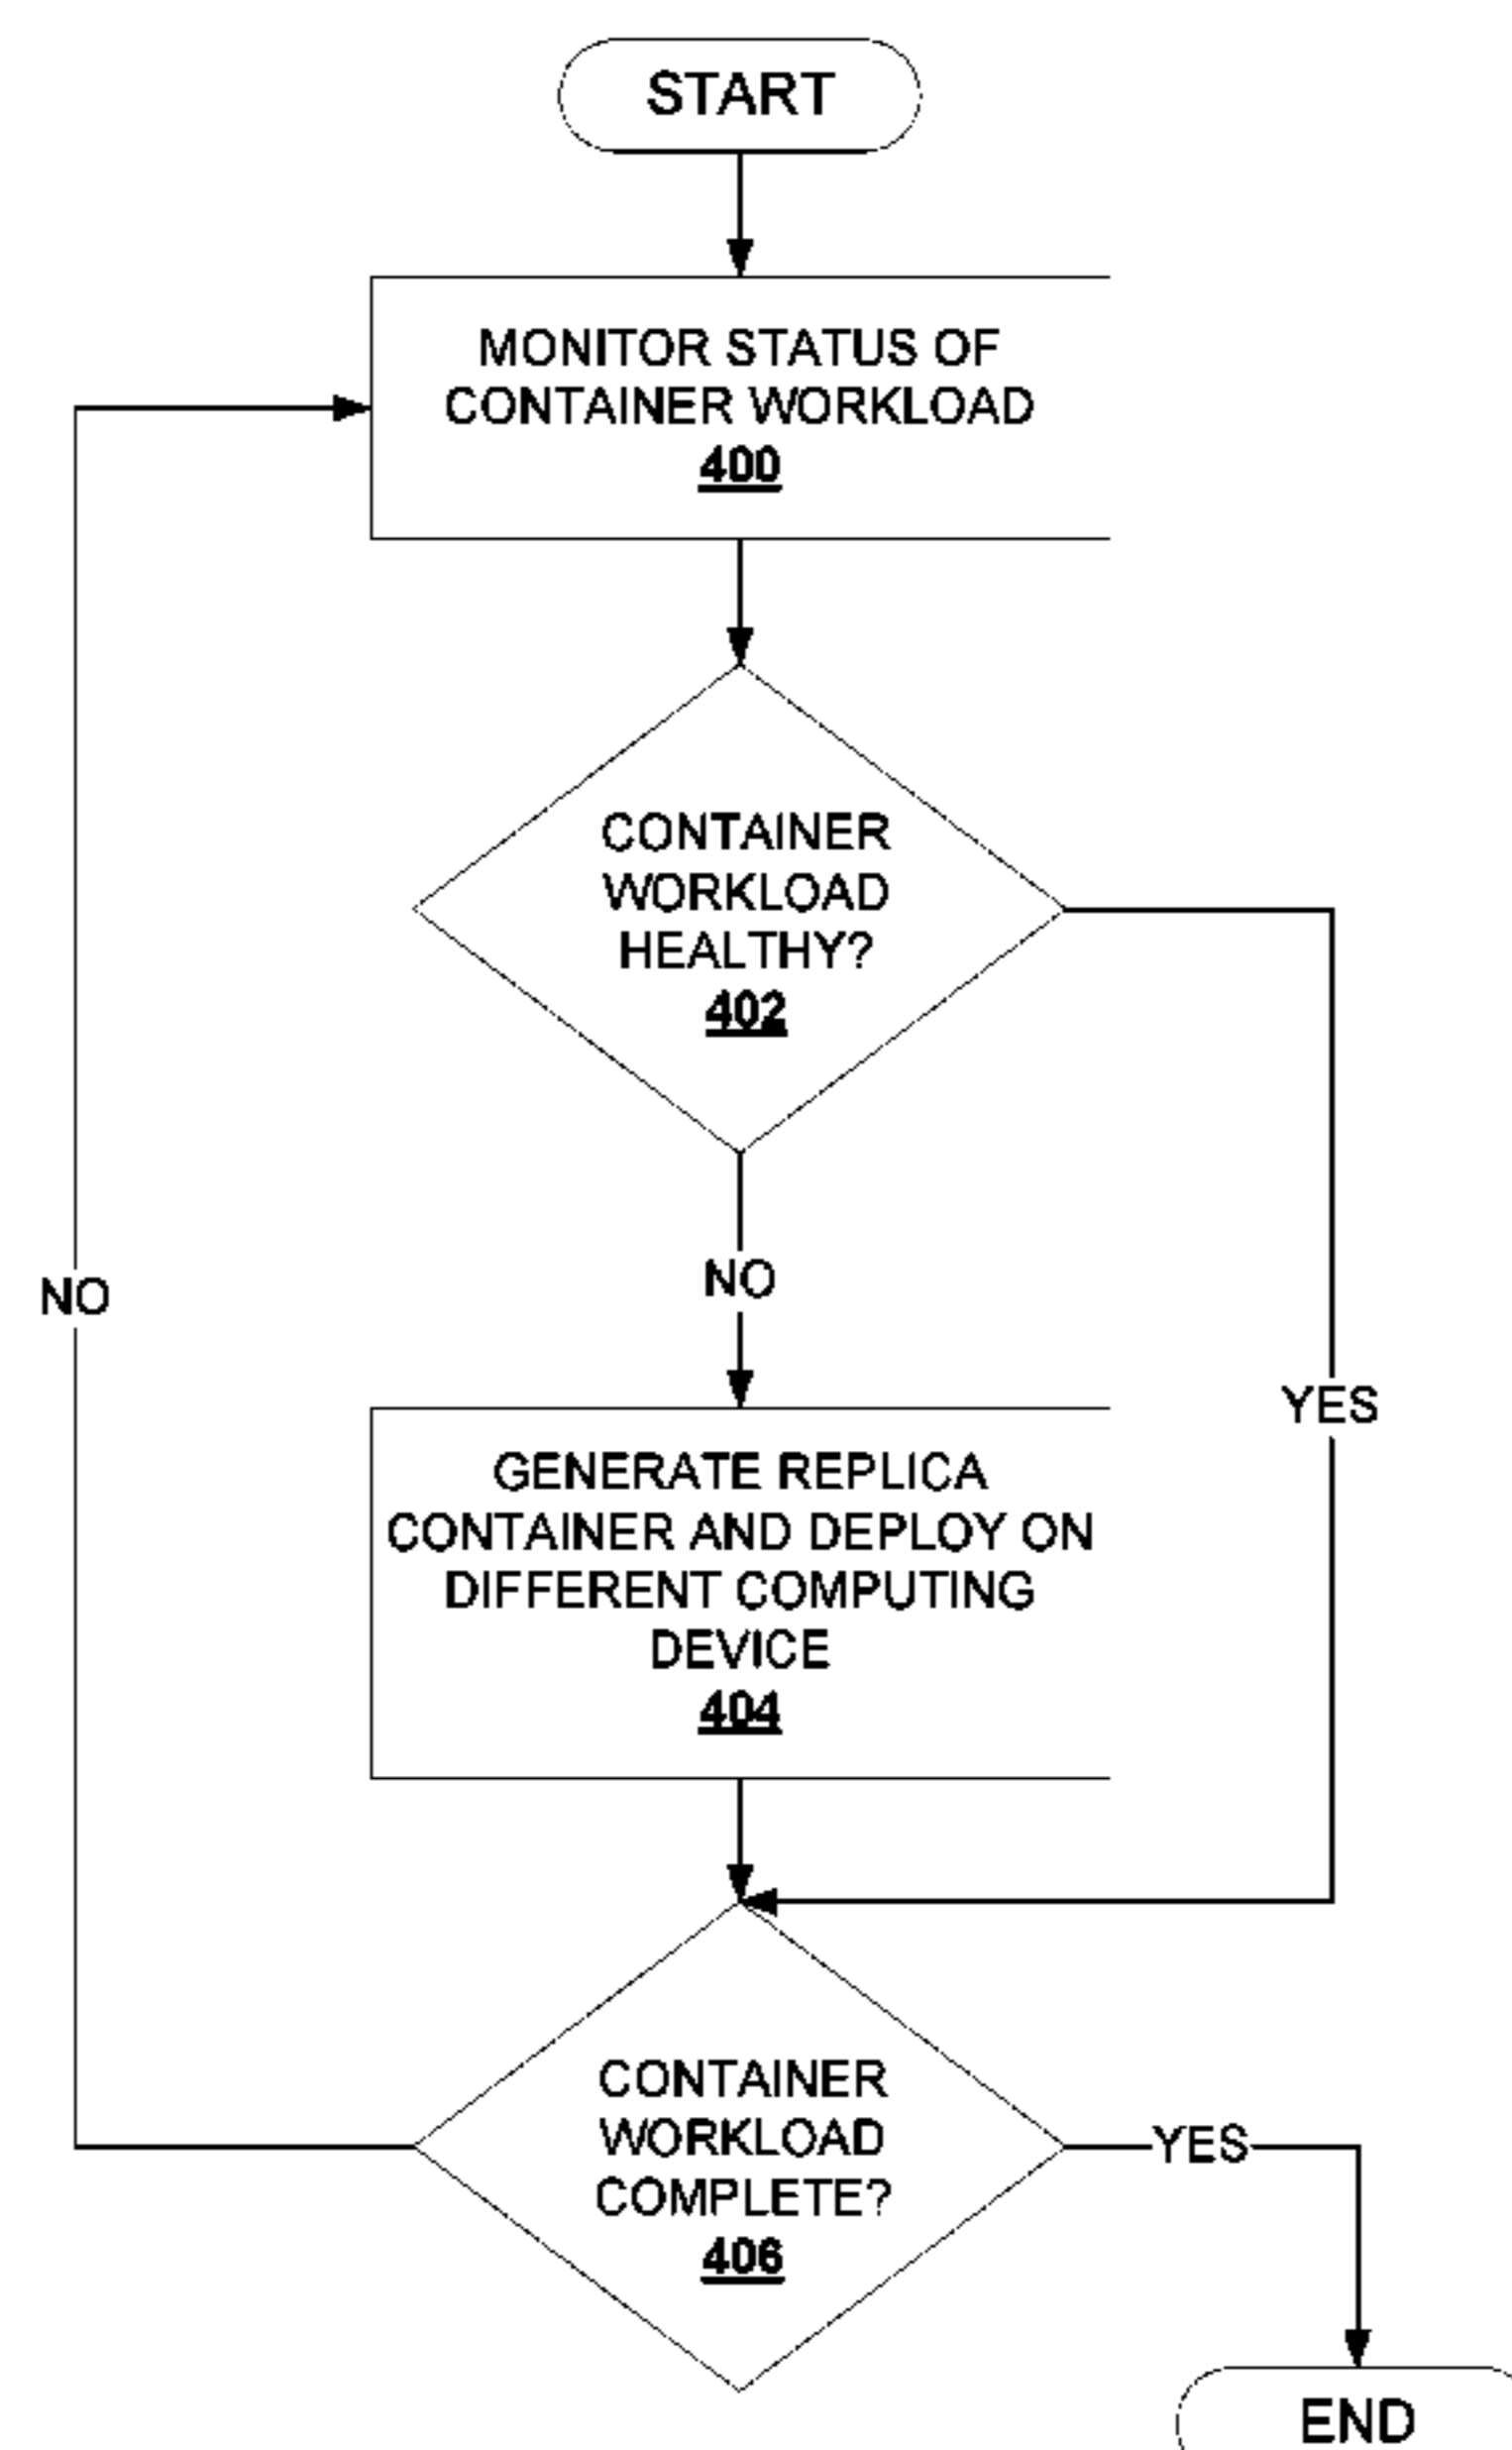 START
MONITOR STATUS OF
CONTAINER WORKLOAD
400
CONTAINER
WORKLOAD
HEALTHY?
402
NO
NO
YES
GENERATE REPLICA
CONTAINER AND DEPLOY ON
DIFFERENT COMPUTING
DEVICE
404
CONTAINER
WORKLOAD
COMPLETE?
406
YES
END